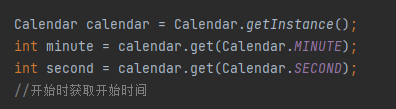 Calendar calendar = Calendar.getInstance();
int minute = calendar.get(Calendar.MINUTE);
int second = calendar.get(Calendar.SECOND);
//开始时获取开始时间